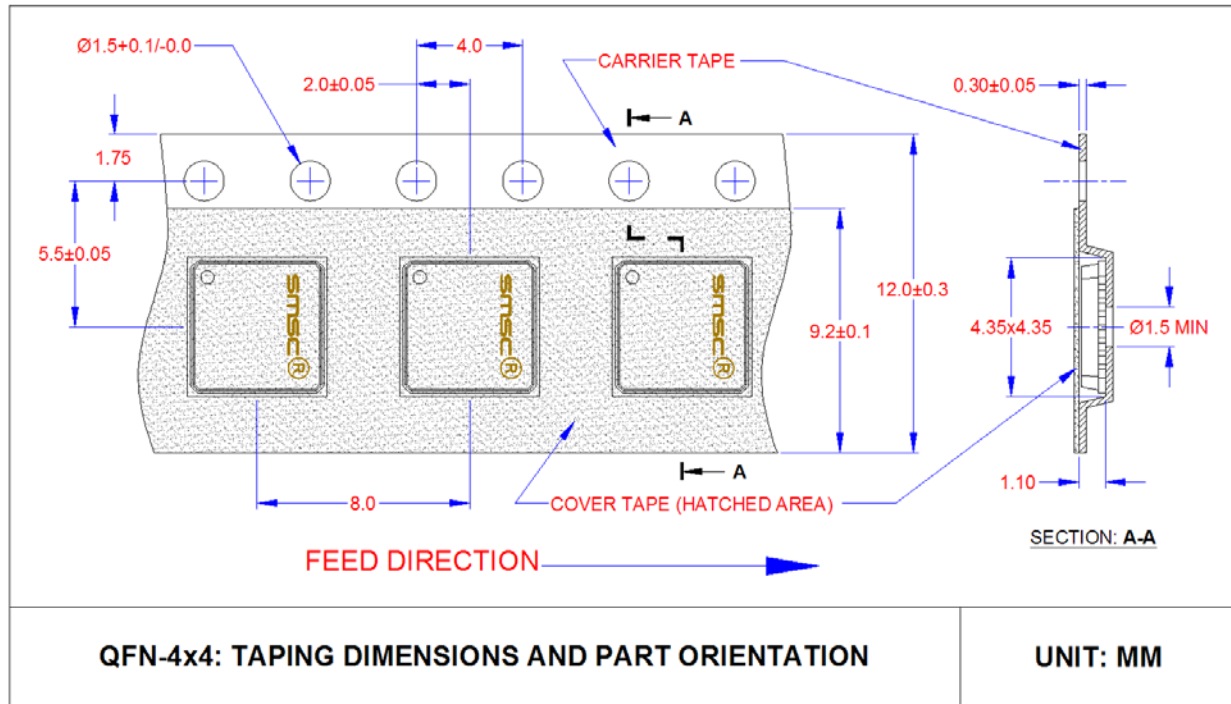 Ø1.5+0.1/-0.0
4.0
2.0±0.05
CARRIER TAPE
0.30±0.05
A
1.75
5.5±0.05
smsc®
smsc®
smsc®
12.0±0.3
9.2±0.1
4.35x4.35
Ø1.5 MIN
A
8.0
COVER TAPE (HATCHED AREA)
1.10
SECTION: A-A
FEED DIRECTION
QFN-4x4: TAPING DIMENSIONS AND PART ORIENTATION
UNIT: MM